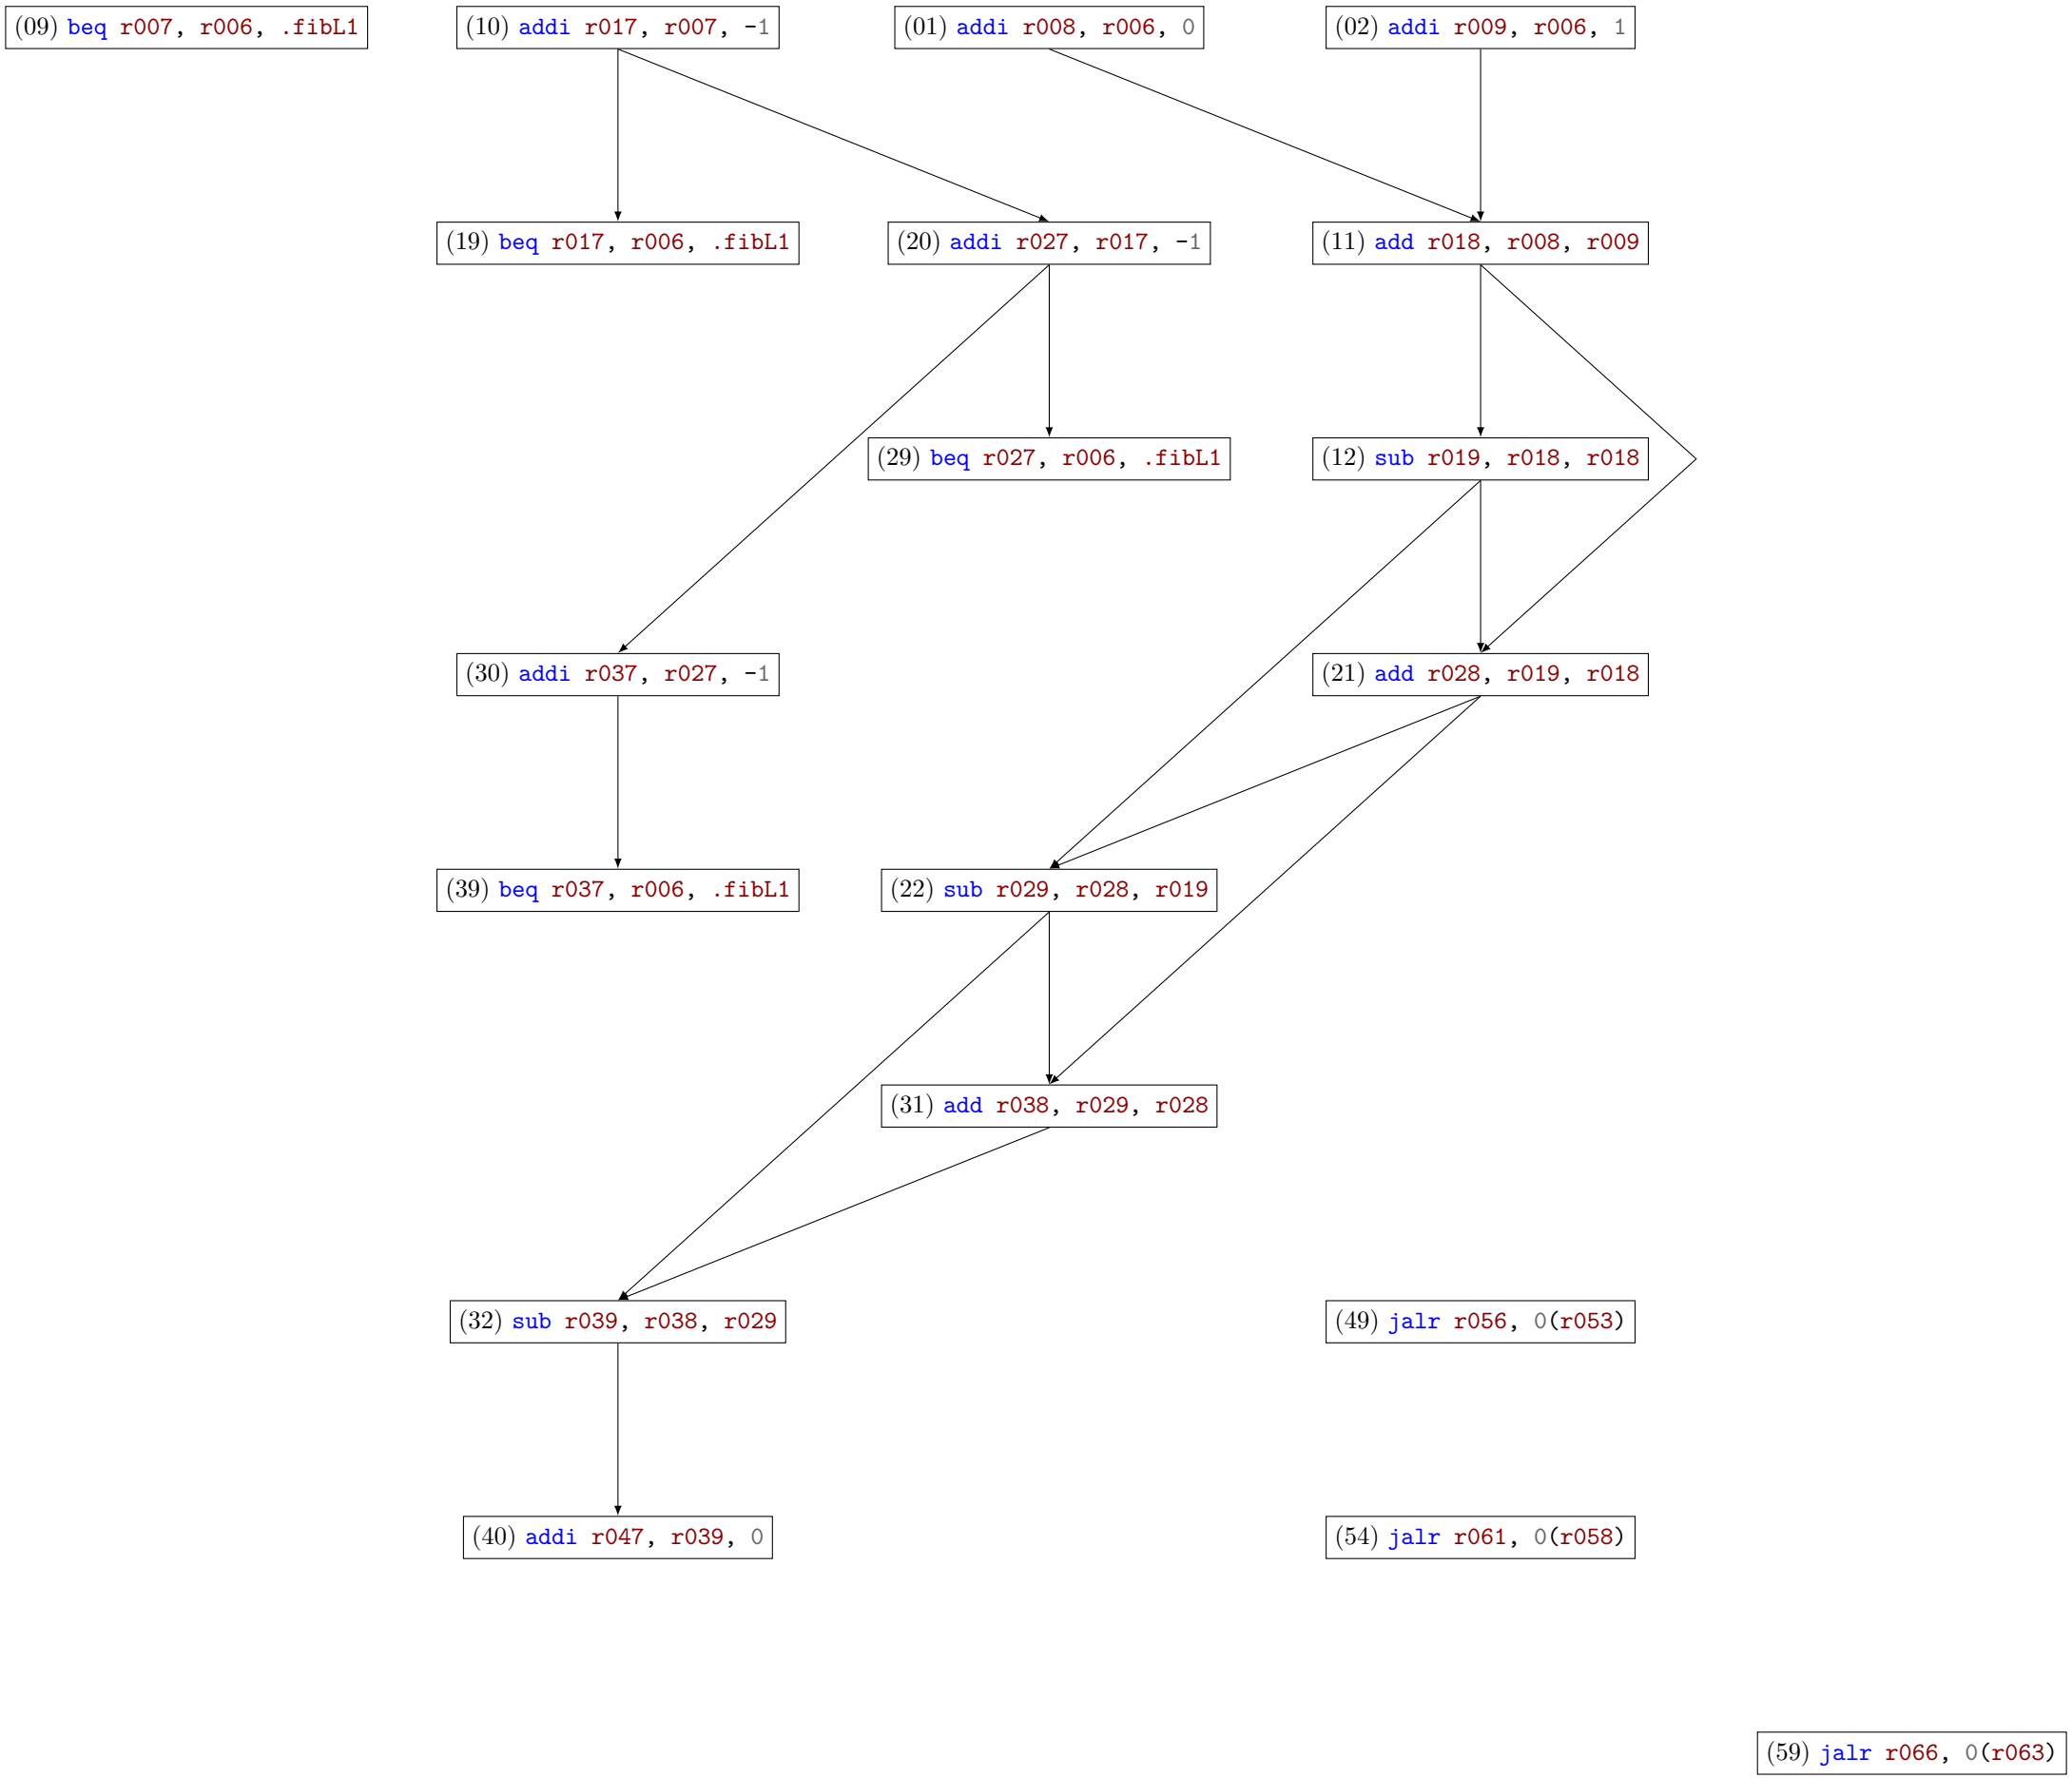 (09) beq r007, r006, .fibL1
(10) addi r017, r007, -1
(01) addi r008, r006, 0
(02) addi r009, r006, 1
(19) beq r017, r006, .fibL1
(20) addi r027, r017, -1
(11) add r018, r008, r009
(29) beq r027, r006, .fibL1
(12) sub r019, r018, r018
(30) addi r037, r027, -1
(21) add r028, r019, r018
(39) beq r037, r006, .fibL1
(22) sub r029, r028, r019
(31) add r038, r029, r028
(32) sub r039, r038, r029
(49) jalr r056, 0(r053)
(40) addi r047, r039, 0
(54) jalr r061, 0(r058)
(59) jalr r066, 0(r063)